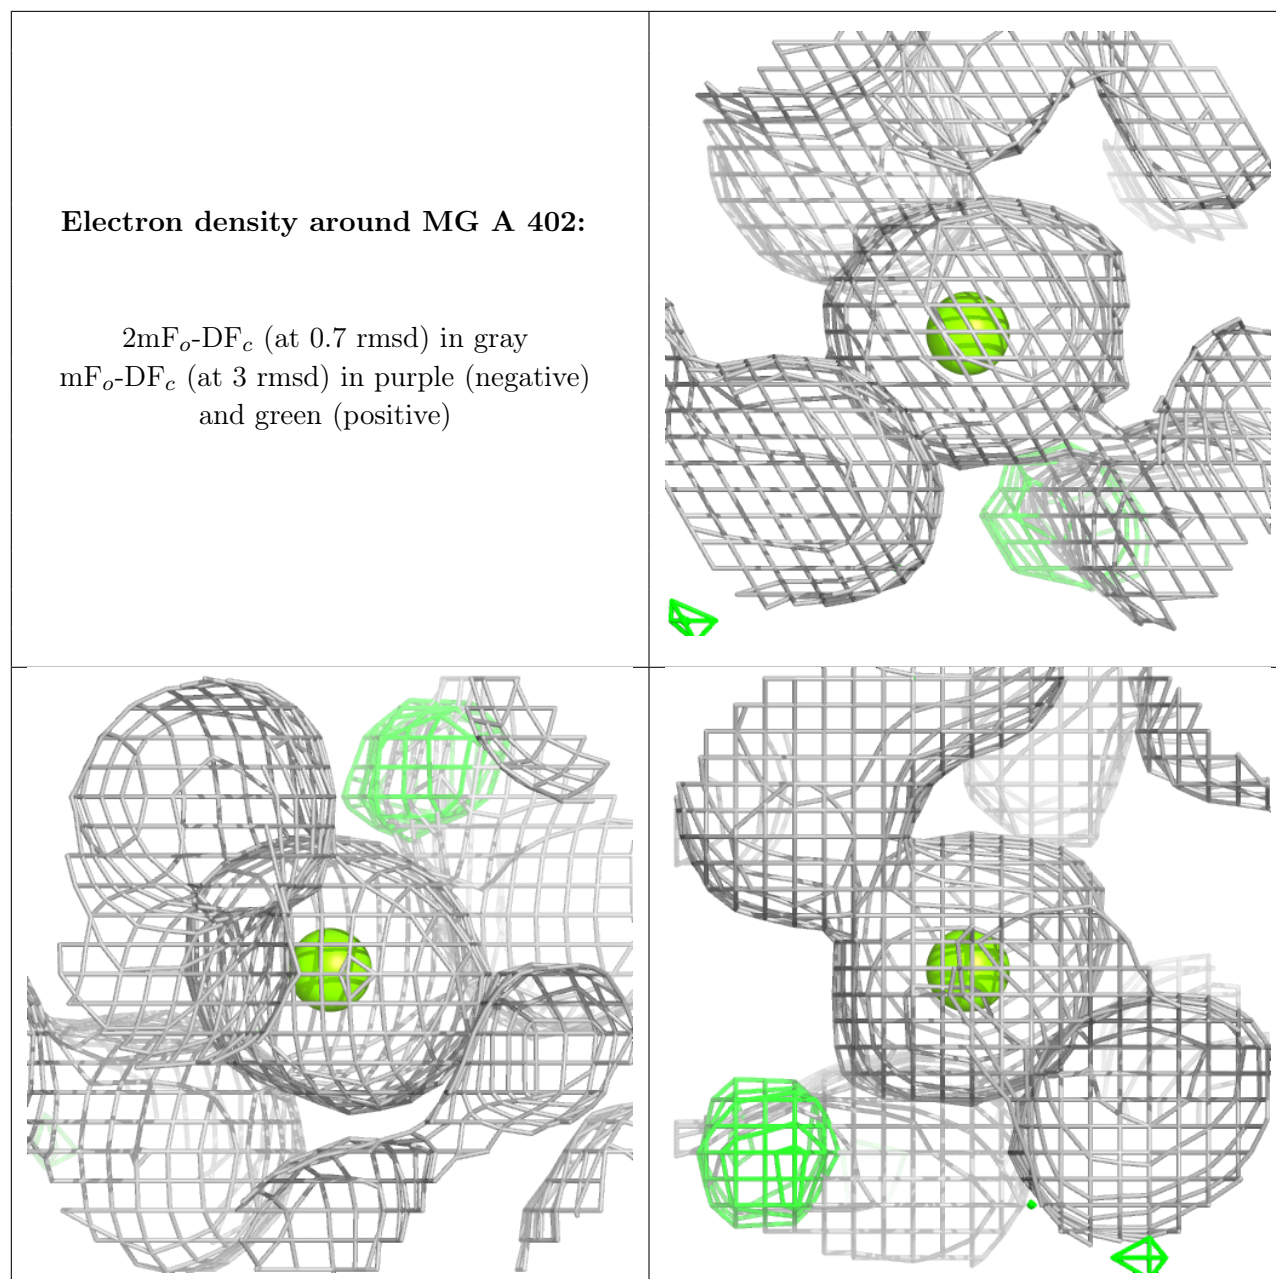 Electron density around MG A 402:
2mFo-DFc (at 0.7 rmsd) in gray
mFo-DFc (at 3 rmsd) in purple (negative)
and green (positive)